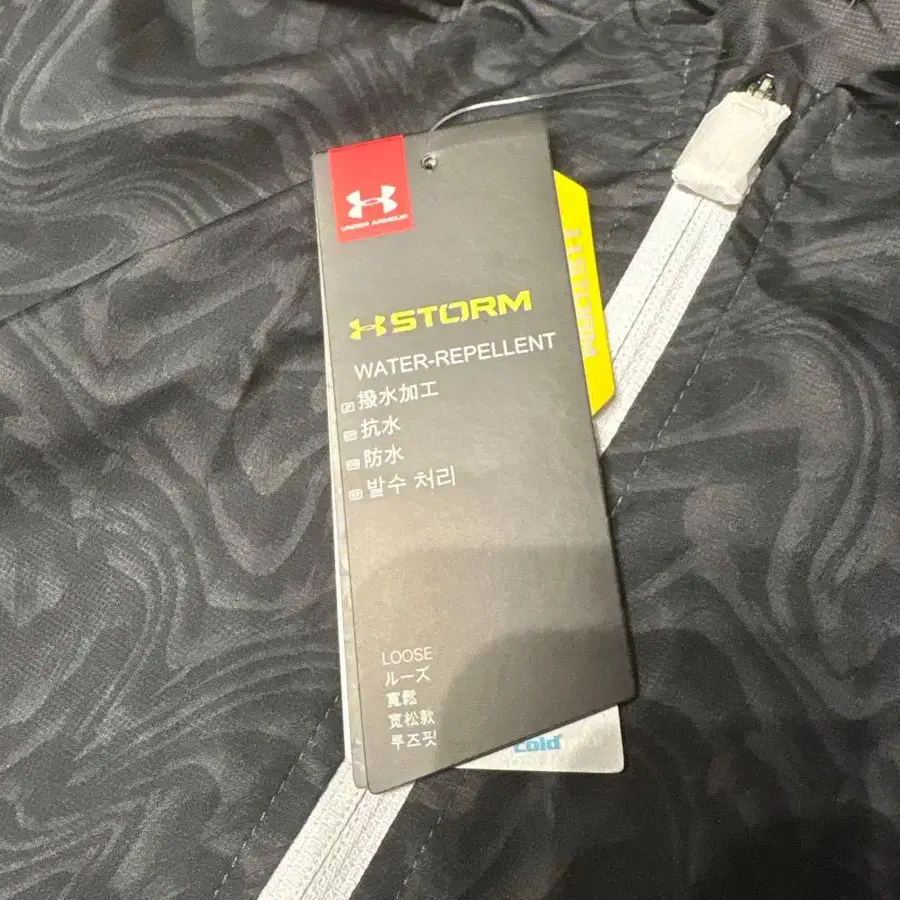 UNDER ARMOUR
STORM
WATER-REPELLENT
撥水加工
抗水
防水
발수 처리
LOOSE
ルーズ
寬鬆
宽松款
루즈핏
STORM
Cold